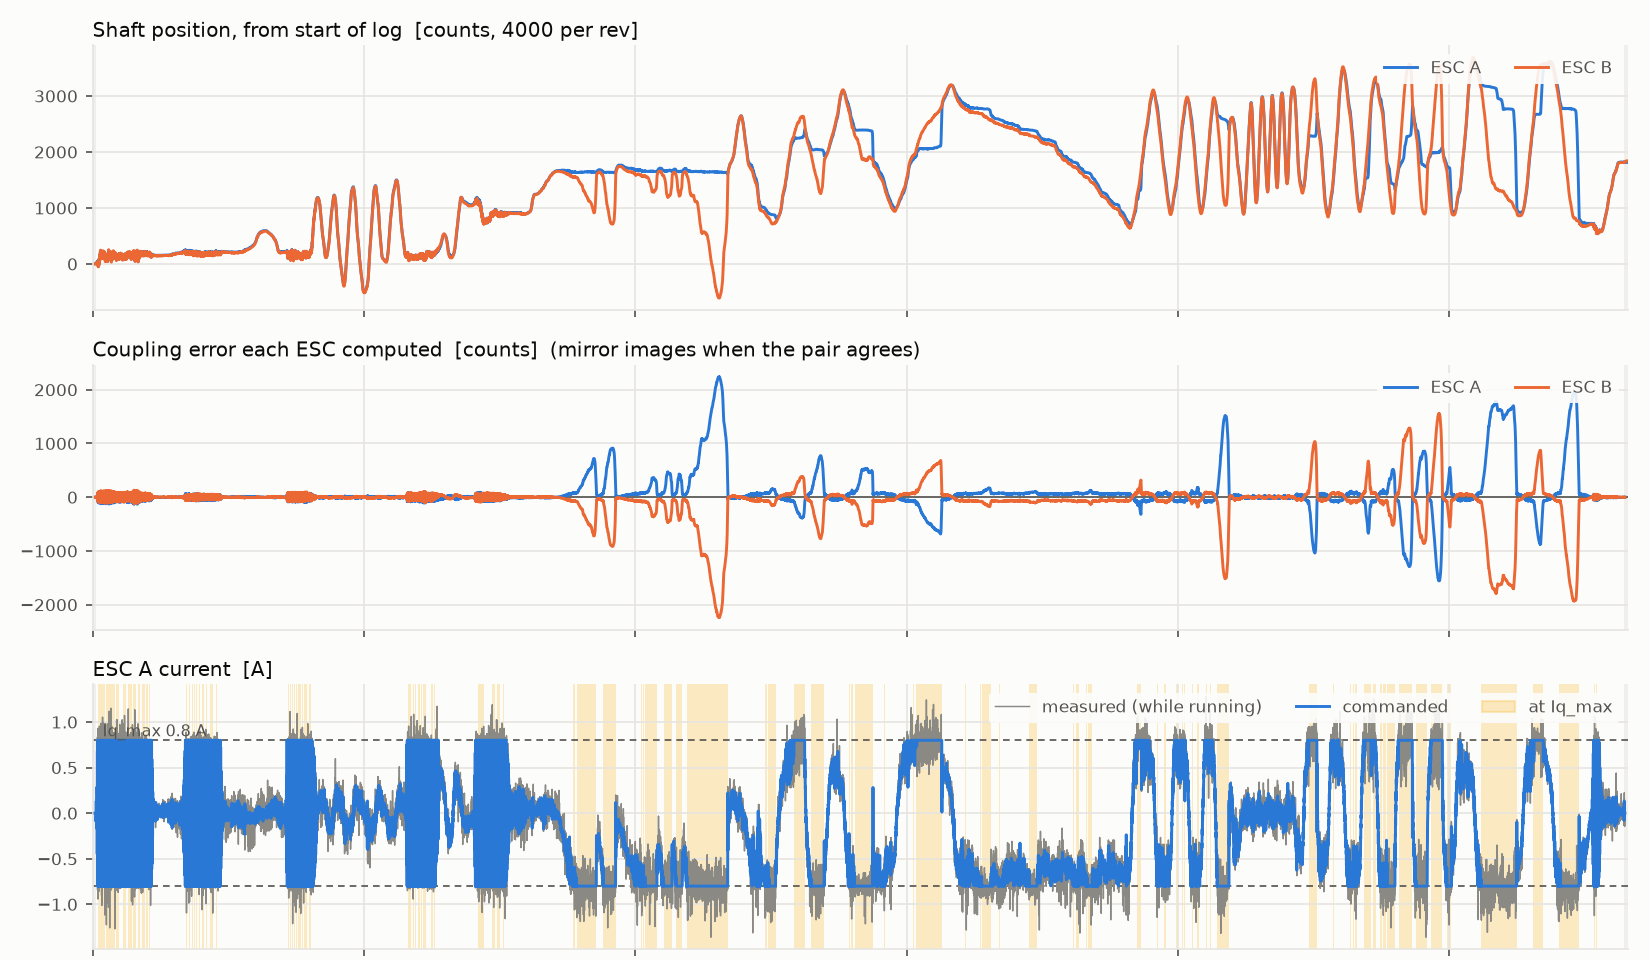 Shaft position, from start of log  [counts, 4000 per rev]
ESC A
ESC B
3000
2000
1000
0
Coupling error each ESC computed  [counts]  (mirror images when the pair agrees)
ESC A
ESC B
2000
1000
0
−1000
−2000
ESC A current  [A]
measured (while running)
commanded
at Iq_max
Iq_max 0.8 A
1.0
0.5
0.0
−0.5
−1.0